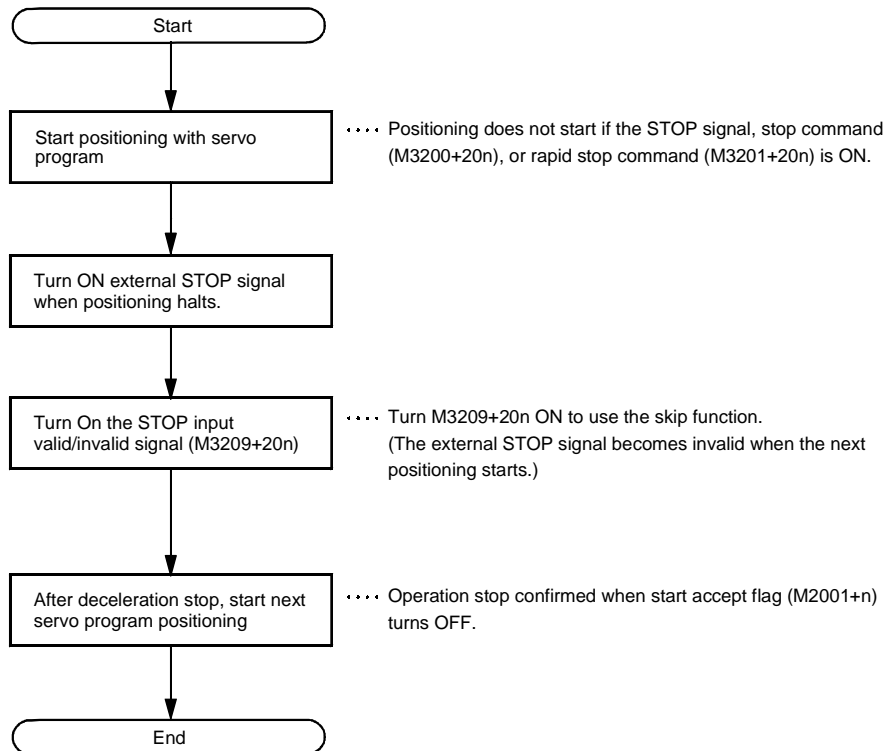 Start
Start positioning with servo
program
···· Positioning does not start if the STOP signal, stop command
(M3200+20n), or rapid stop command (M3201+20n) is ON.
Turn ON external STOP signal
when positioning halts.
Turn On the STOP input
valid/invalid signal (M3209+20n)
···· Turn M3209+20n ON to use the skip function.
(The external STOP signal becomes invalid when the next
positioning starts.)
After deceleration stop, start next
servo program positioning
···· Operation stop confirmed when start accept flag (M2001+n)
turns OFF.
End